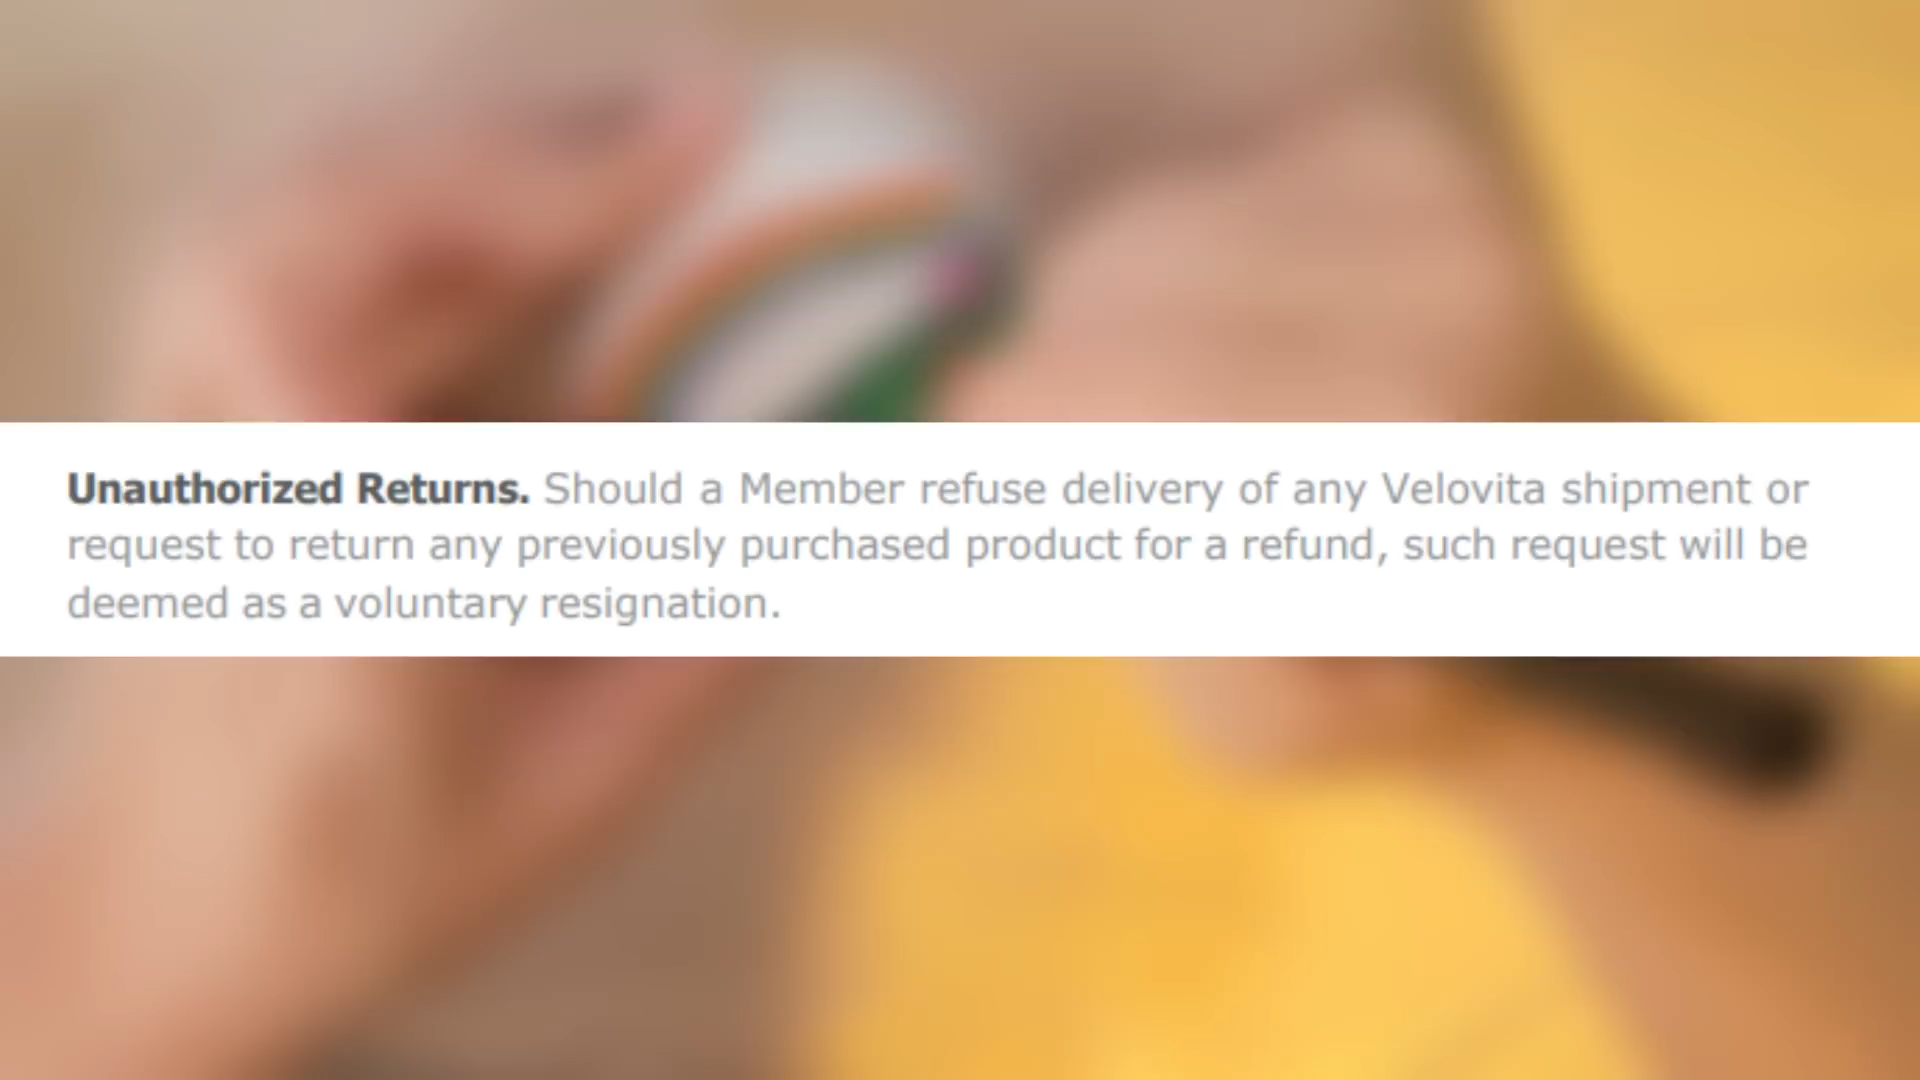 Unauthorized Returns. Should a Member refuse delivery of any Velovita shipment or
request to return any previously purchased product for a refund, such request will be
deemed as a voluntary resignation.